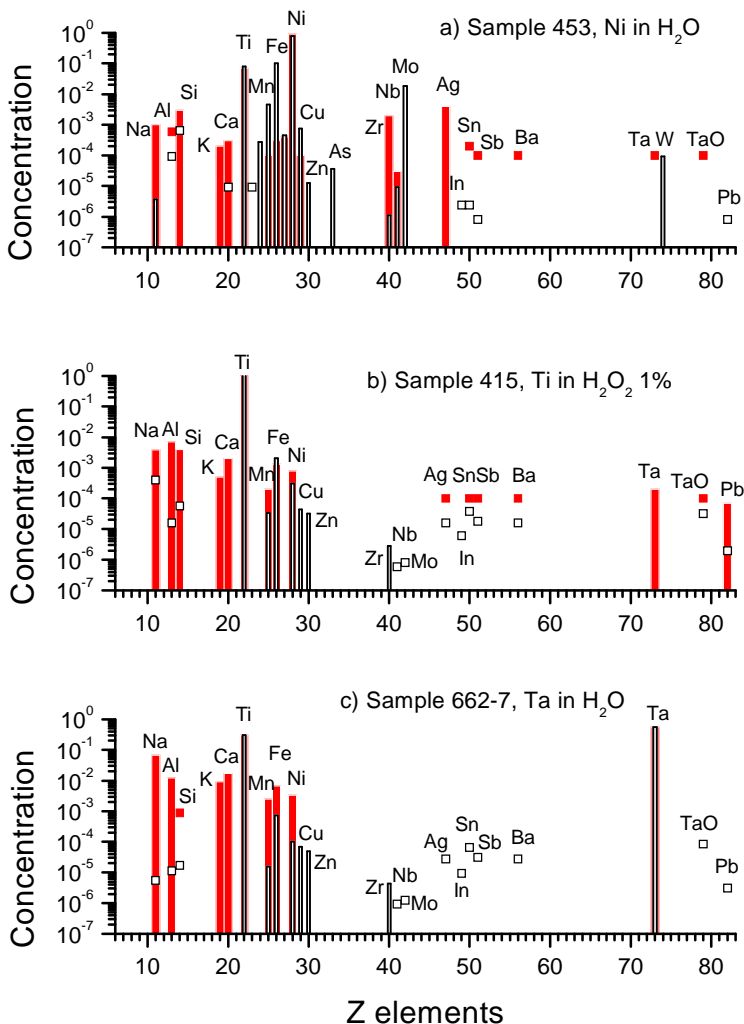 a) Sample 453, Ni in H₂O
Concentration
10⁰
10⁻¹
10⁻²
10⁻³
10⁻⁴
10⁻⁵
10⁻⁶
10⁻⁷
Na Al Si K Ca Ti Mn Fe Ni Cu Zn As Zr Nb Mo Ag In Sn Sb Ba Ta W TaO Pb
10 20 30 40 50 60 70 80
b) Sample 415, Ti in H₂O₂ 1%
Concentration
10⁰
10⁻¹
10⁻²
10⁻³
10⁻⁴
10⁻⁵
10⁻⁶
10⁻⁷
Na Al Si K Ca Ti Mn Fe Ni Cu Zn Zr Nb Mo Ag In Sn Sb Ba Ta TaO Pb
10 20 30 40 50 60 70 80
c) Sample 662-7, Ta in H₂O
Concentration
10⁰
10⁻¹
10⁻²
10⁻³
10⁻⁴
10⁻⁵
10⁻⁶
10⁻⁷
Na Al Si K Ca Ti Mn Fe Ni Cu Zn Zr Nb Mo Ag In Sn Sb Ba Ta TaO Pb
10 20 30 40 50 60 70 80
Z elements